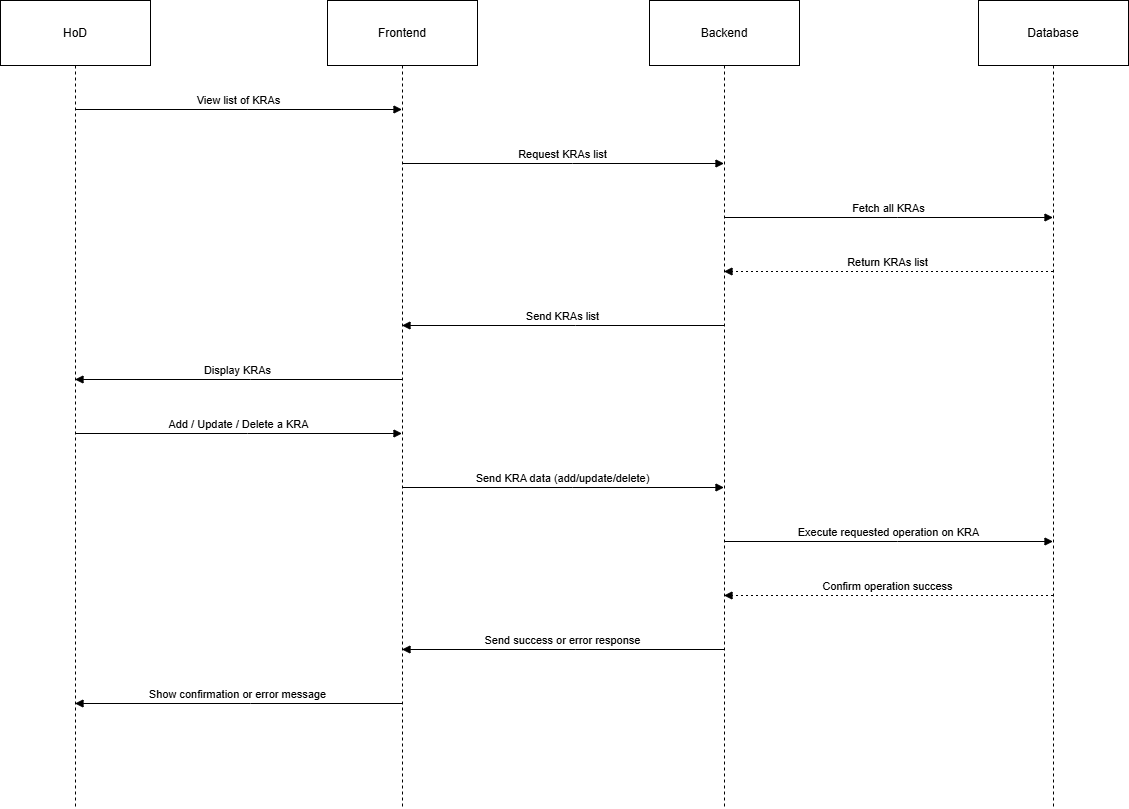 HoD
Frontend
Backend
Database
View list of KRAs
Request KRAs list
Fetch all KRAs
Return KRAs list
Send KRAs list
Display KRAs
Add / Update / Delete a KRA
Send KRA data (add/update/delete)
Execute requested operation on KRA
Confirm operation success
Send success or error response
Show confirmation or error message